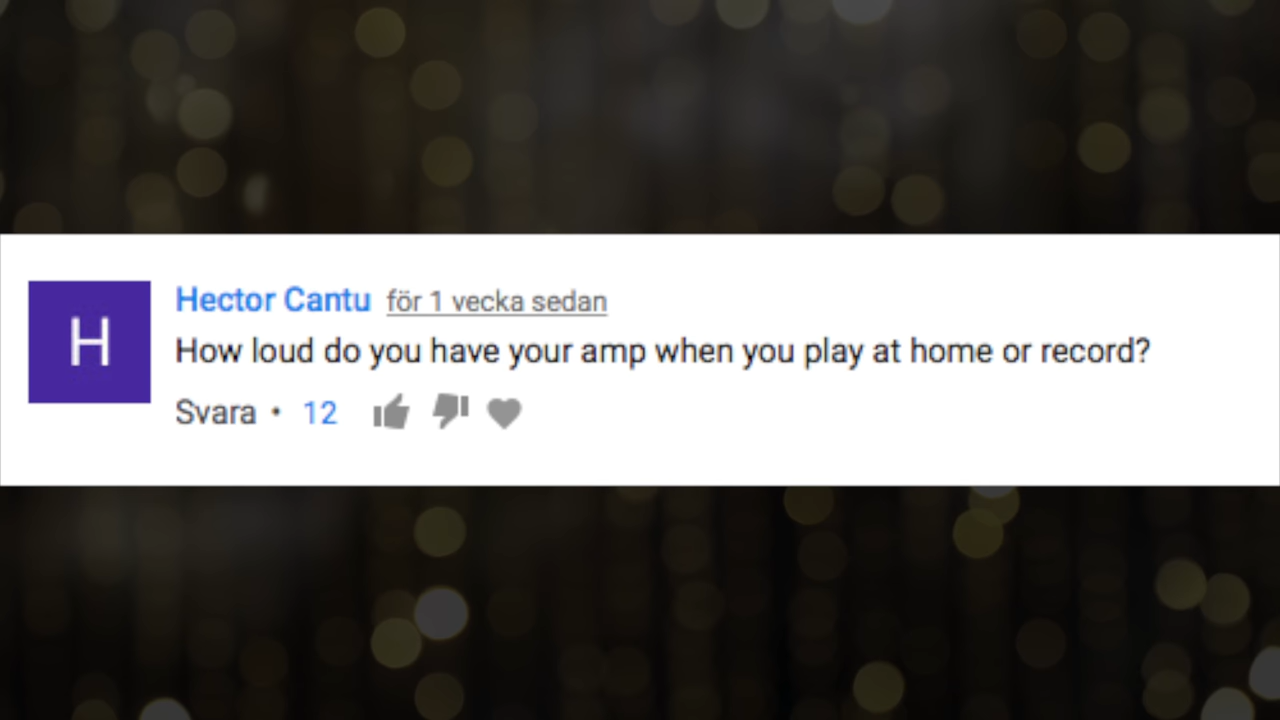 H
Hector Cantu för 1 vecka sedan
How loud do you have your amp when you play at home or record?
Svara • 12